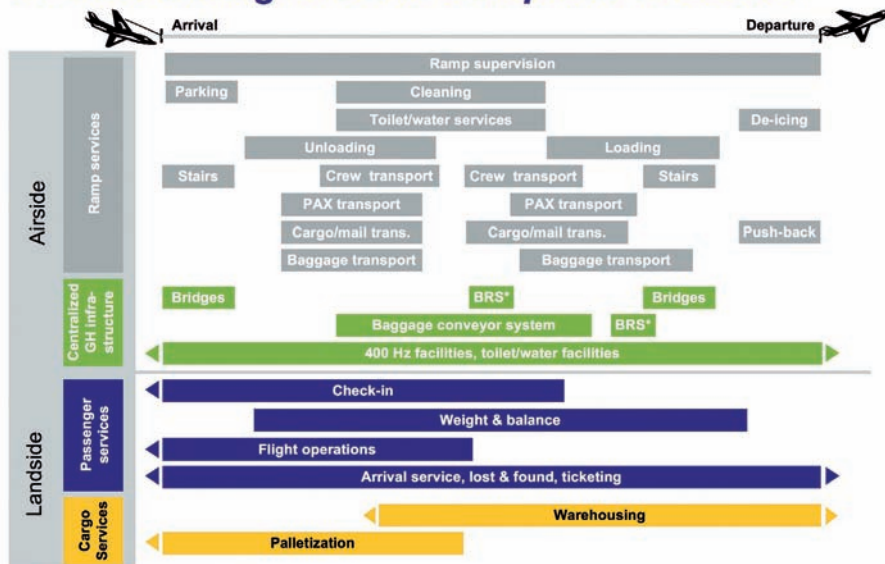 Arrival Departure
Airside
Ramp services
Ramp supervision
Parking Cleaning
Toilet/water services De-icing
Unloading Loading
Stairs Crew transport Crew transport Stairs
PAX transport PAX transport
Cargo/mail trans. Cargo/mail trans. Push-back
Baggage transport Baggage transport
Centralized
GH infra-
structure
Bridges BRS* Bridges
Baggage conveyor system BRS*
400 Hz facilities, toilet/water facilities
Landside
Passenger
services
Check-in
Weight & balance
Flight operations
Arrival service, lost & found, ticketing
Cargo
Services
Warehousing
Palletization